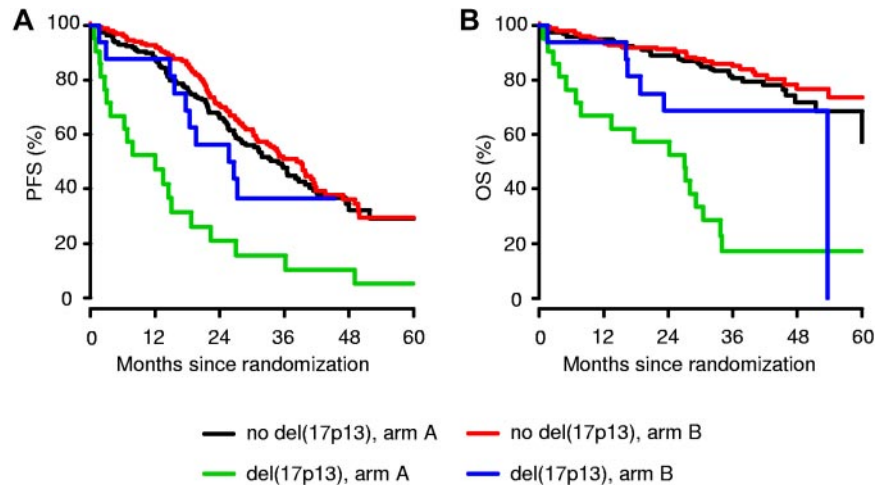 A
100
80
60
40
20
0
PFS (%)
0 12 24 36 48 60
Months since randomization
B
100
80
60
40
20
0
OS (%)
0 12 24 36 48 60
Months since randomization
no del(17p13), arm A
no del(17p13), arm B
del(17p13), arm A
del(17p13), arm B